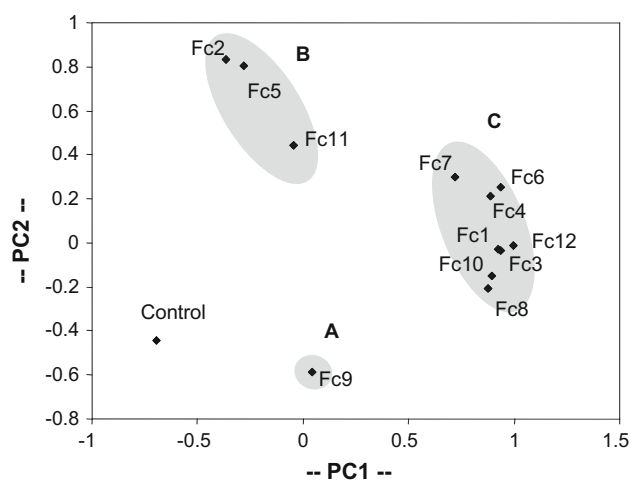 1
0.8
0.6
0.4
0.2
0
-0.2
-0.4
-0.6
-0.8
-- PC2 --
Fc2
B
Fc5
Fc11
C
Fc7
Fc6
Fc4
Fc1
Fc12
Fc10
Fc3
Fc8
Control
A
Fc9
-1
-0.5
0
0.5
1
1.5
-- PC1 --